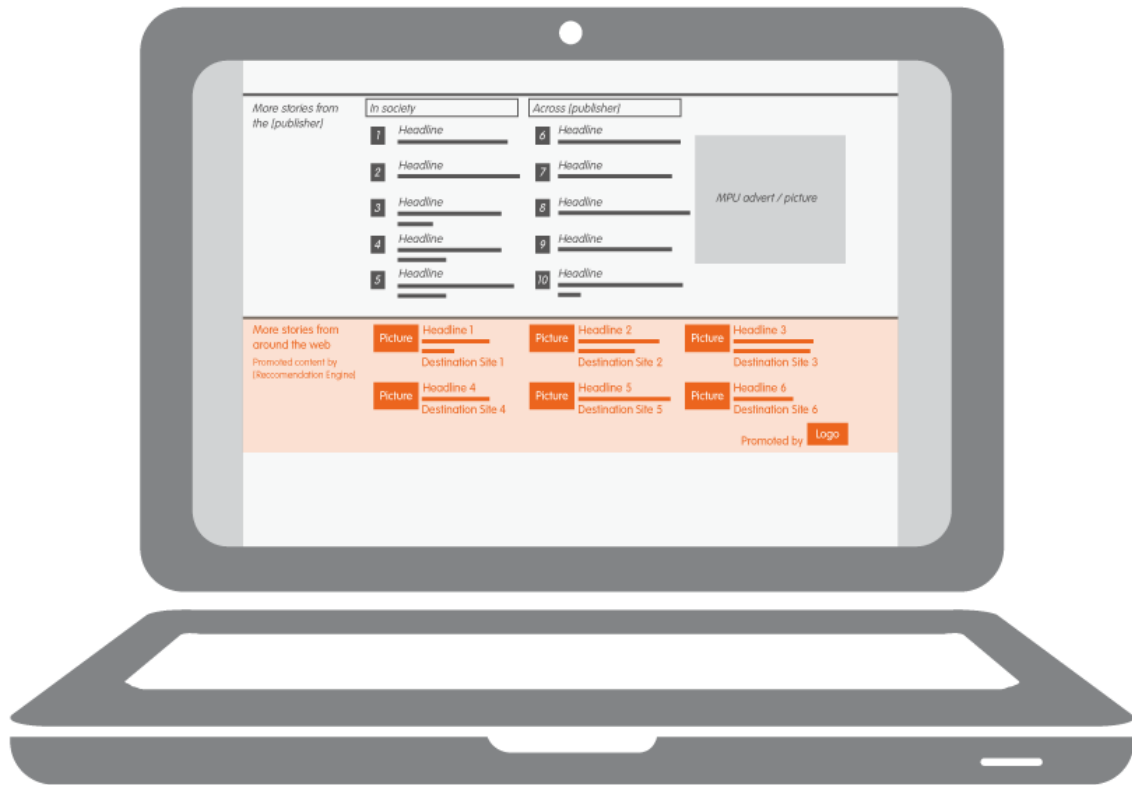 More stories from
the [publisher]
In society
1 Headline
2 Headline
3 Headline
4 Headline
5 Headline
Across [publisher]
6 Headline
7 Headline
8 Headline
9 Headline
10 Headline
MPU advert / picture
More stories from
around the web
Promoted content by
[Reccomendation Engine]
Picture
Headline 1
Destination Site 1
Picture
Headline 2
Destination Site 2
Picture
Headline 3
Destination Site 3
Picture
Headline 4
Destination Site 4
Picture
Headline 5
Destination Site 5
Picture
Headline 6
Destination Site 6
Promoted by Logo